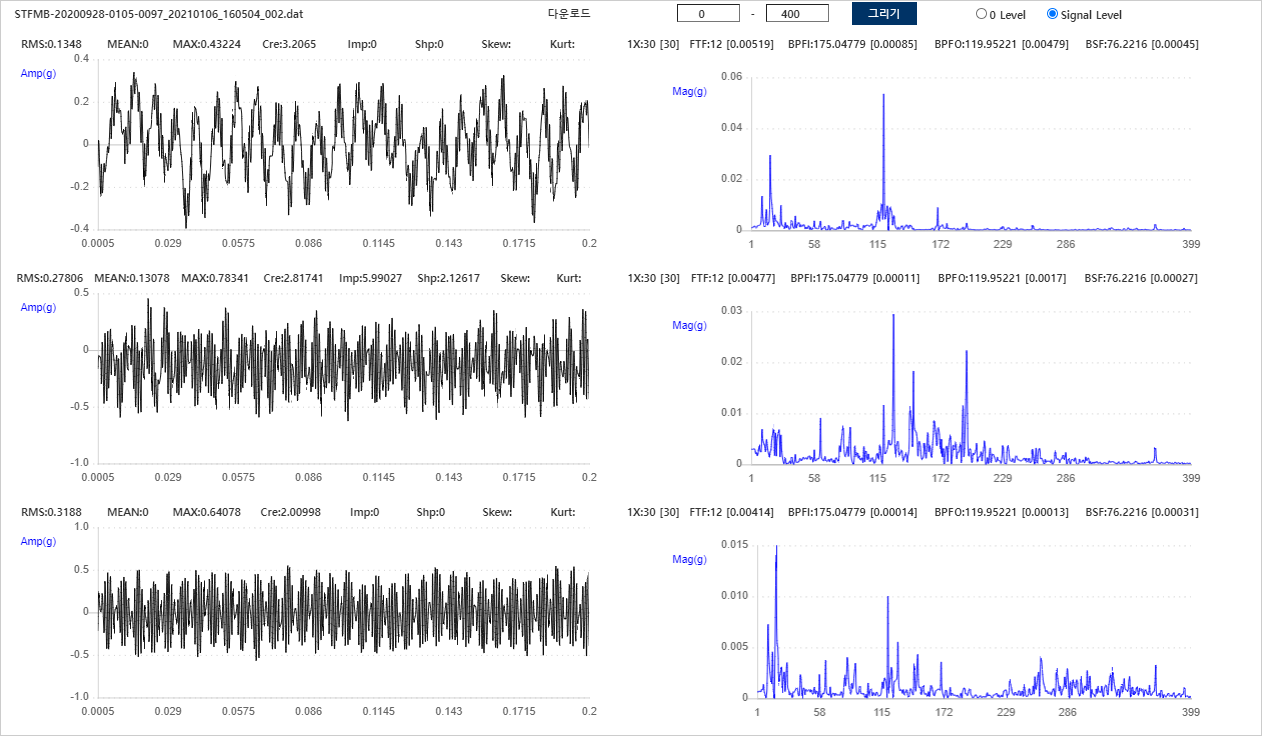 STFMB-20200928-0105-0097_20210106_160504_002.dat 다운로드 0 - 400 그리기 0 Level Signal Level
RMS:0.1348 MEAN:0 MAX:0.43224 Cre:3.2065 Imp:0 Shp:0 Skew: Kurt:
Amp(g)
0.4
0.2
0
-0.2
-0.4
0.0005 0.029 0.0575 0.086 0.1145 0.143 0.1715 0.2
1X:30 [30] FTF:12 [0.00519] BPFI:175.04779 [0.00085] BPFO:119.95221 [0.00479] BSF:76.2216 [0.00045]
Mag(g)
0.06
0.04
0.02
0
1 58 115 172 229 286 399
RMS:0.27806 MEAN:0.13078 MAX:0.78341 Cre:2.81741 Imp:5.99027 Shp:2.12617 Skew: Kurt:
Amp(g)
0.5
0
-0.5
-1.0
0.0005 0.029 0.0575 0.086 0.1145 0.143 0.1715 0.2
1X:30 [30] FTF:12 [0.00477] BPFI:175.04779 [0.00011] BPFO:119.95221 [0.0017] BSF:76.2216 [0.00027]
Mag(g)
0.03
0.02
0.01
0
1 58 115 172 229 286 399
RMS:0.3188 MEAN:0 MAX:0.64078 Cre:2.00998 Imp:0 Shp:0 Skew: Kurt:
Amp(g)
1.0
0.5
0
-0.5
-1.0
0.0005 0.029 0.0575 0.086 0.1145 0.143 0.1715 0.2
1X:30 [30] FTF:12 [0.00414] BPFI:175.04779 [0.00014] BPFO:119.95221 [0.00013] BSF:76.2216 [0.00031]
Mag(g)
0.015
0.010
0.005
0
1 58 115 172 229 286 399